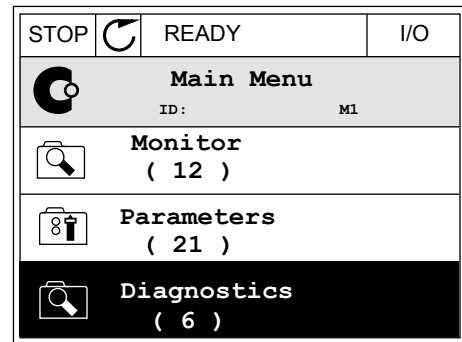 STOP READY I/O
Main Menu
ID: M1
Monitor
( 12 )
Parameters
( 21 )
Diagnostics
( 6 )